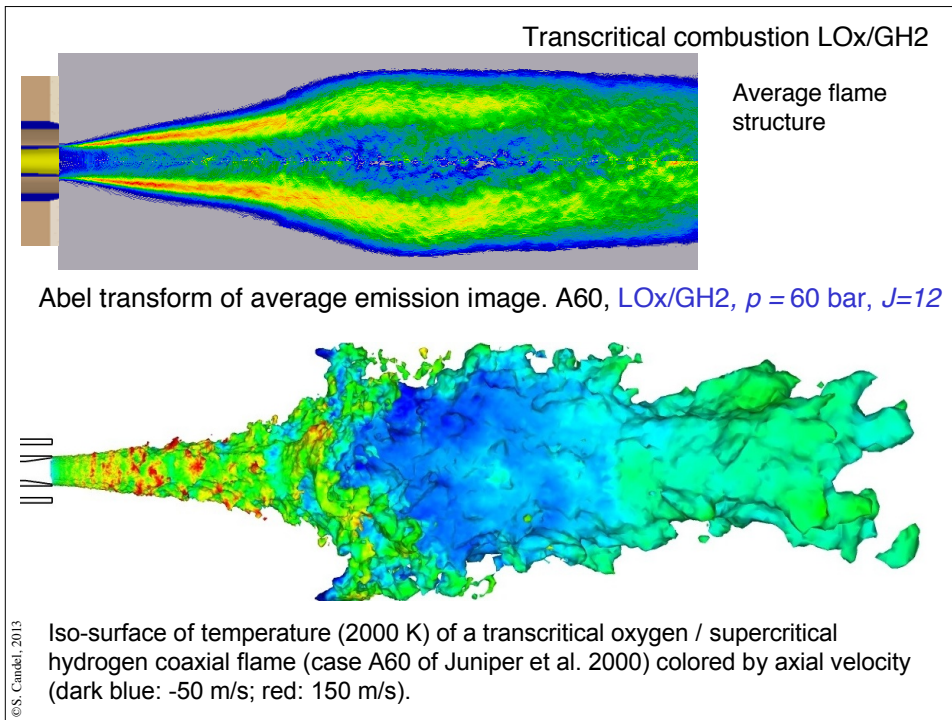 Transcritical combustion LOx/GH2
Average flame
structure
Abel transform of average emission image. A60, LOx/GH2, p = 60 bar, J=12
Iso-surface of temperature (2000 K) of a transcritical oxygen / supercritical
hydrogen coaxial flame (case A60 of Juniper et al. 2000) colored by axial velocity
(dark blue: -50 m/s; red: 150 m/s).
©S. Candel, 2013